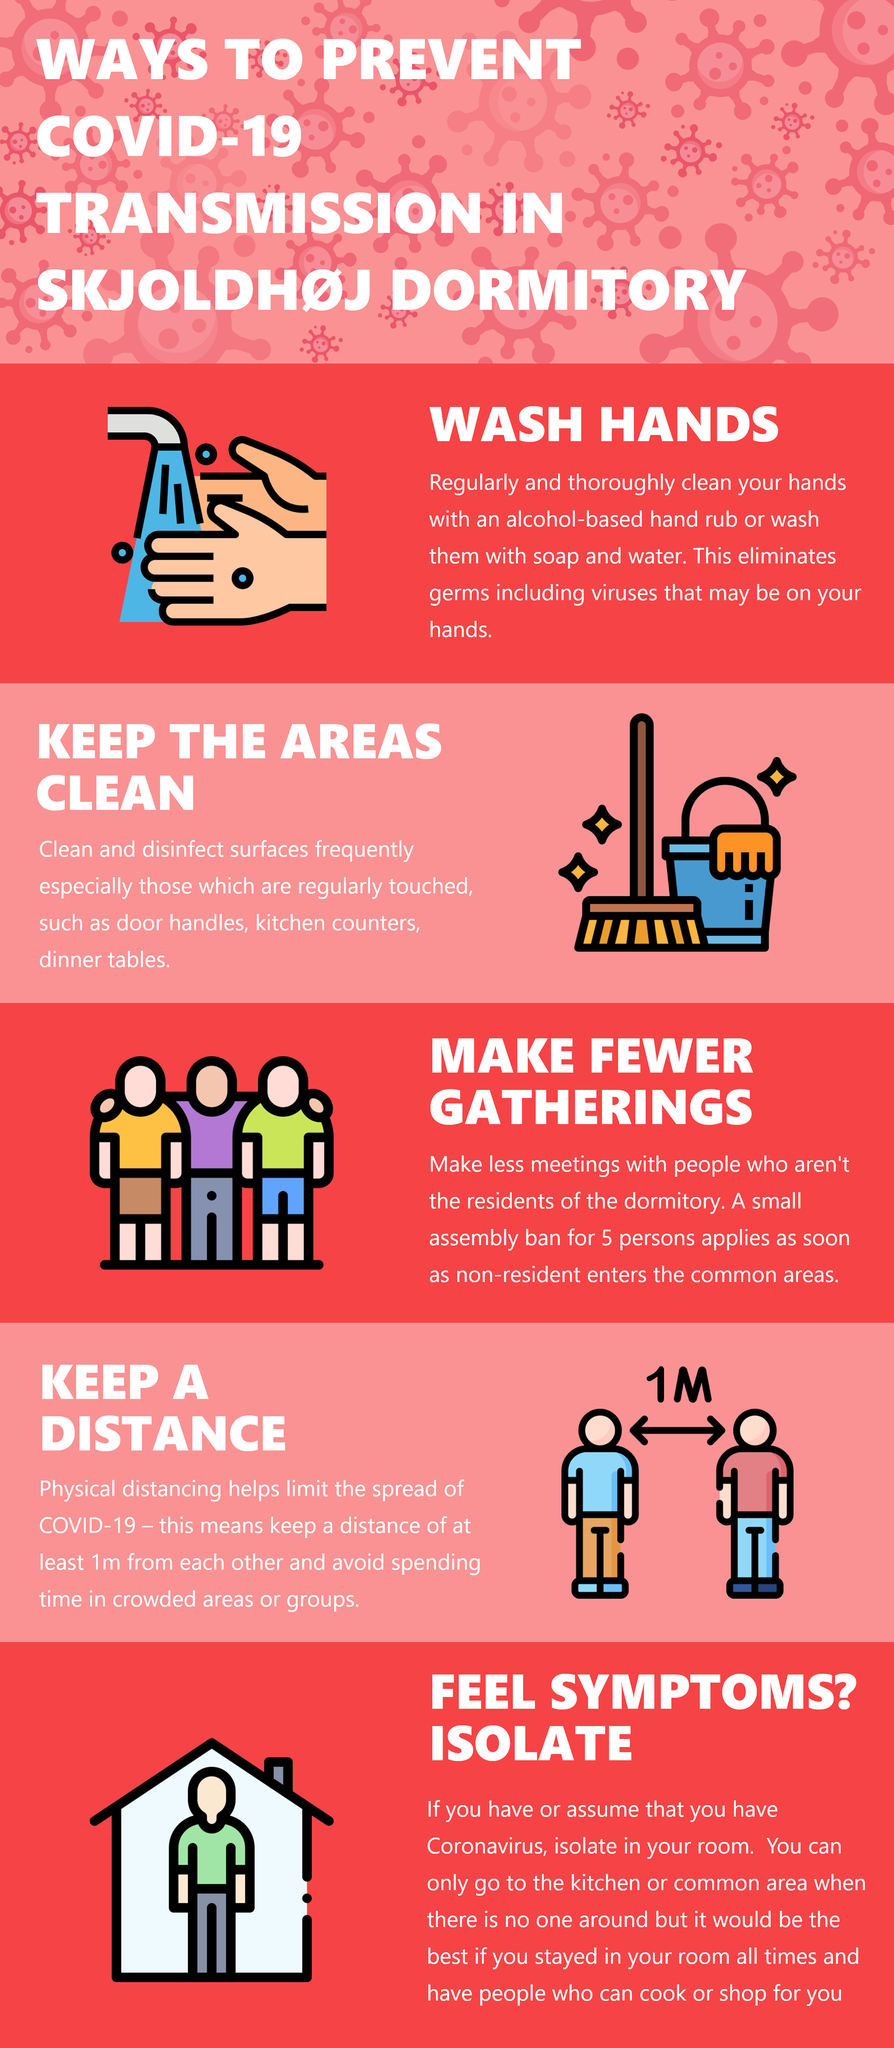 WAYS TO PREVENT
COVID-19
TRANSMISSION IN
SKJOLDHØJ DORMITORY
WASH HANDS
Regularly and thoroughly clean your hands
with an alcohol-based hand rub or wash
them with soap and water. This eliminates
germs including viruses that may be on your
hands.
KEEP THE AREAS
CLEAN
Clean and disinfect surfaces frequently
especially those which are regularly touched,
such as door handles, kitchen counters,
dinner tables.
MAKE FEWER
GATHERINGS
Make less meetings with people who aren't
the residents of the dormitory. A small
assembly ban for 5 persons applies as soon
as non-resident enters the common areas.
KEEP A
DISTANCE
Physical distancing helps limit the spread of
COVID-19 – this means keep a distance of at
least 1m from each other and avoid spending
time in crowded areas or groups.
1M
FEEL SYMPTOMS?
ISOLATE
If you have or assume that you have
Coronavirus, isolate in your room.  You can
only go to the kitchen or common area when
there is no one around but it would be the
best if you stayed in your room all times and
have people who can cook or shop for you